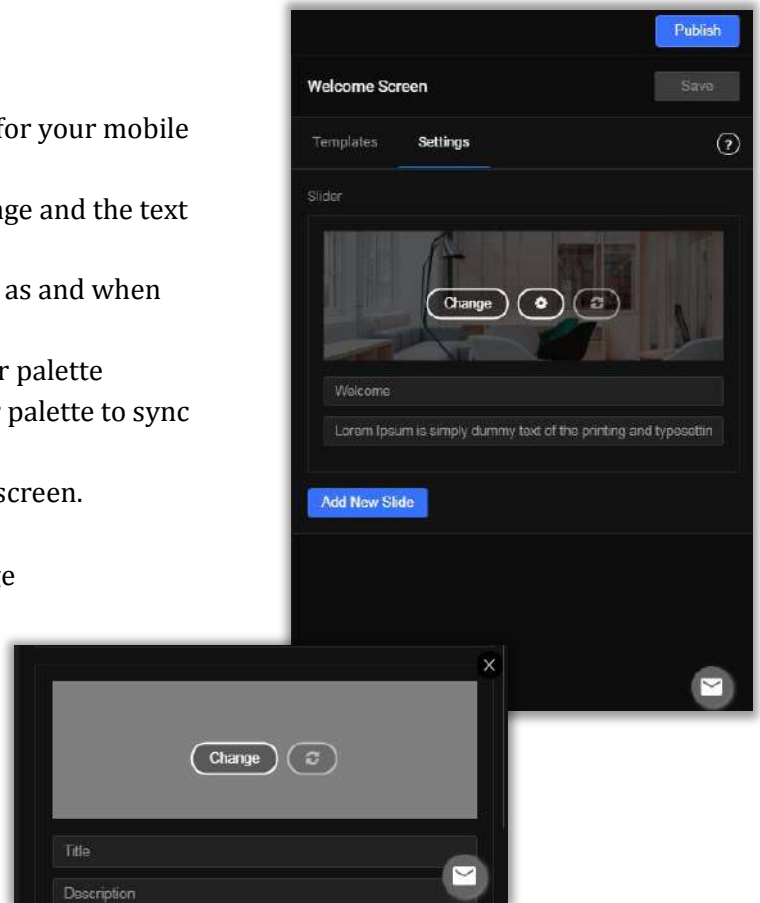 Publish
Welcome Screen
Save
for your mobile
Templates
Settings
?
age and the text
Slider
as and when
Change
r palette
Welcome
r palette to sync
Lorem Ipsum is simply dummy text of the printing and typesettin
screen.
Add New Slide
ge
Change
Title
Description